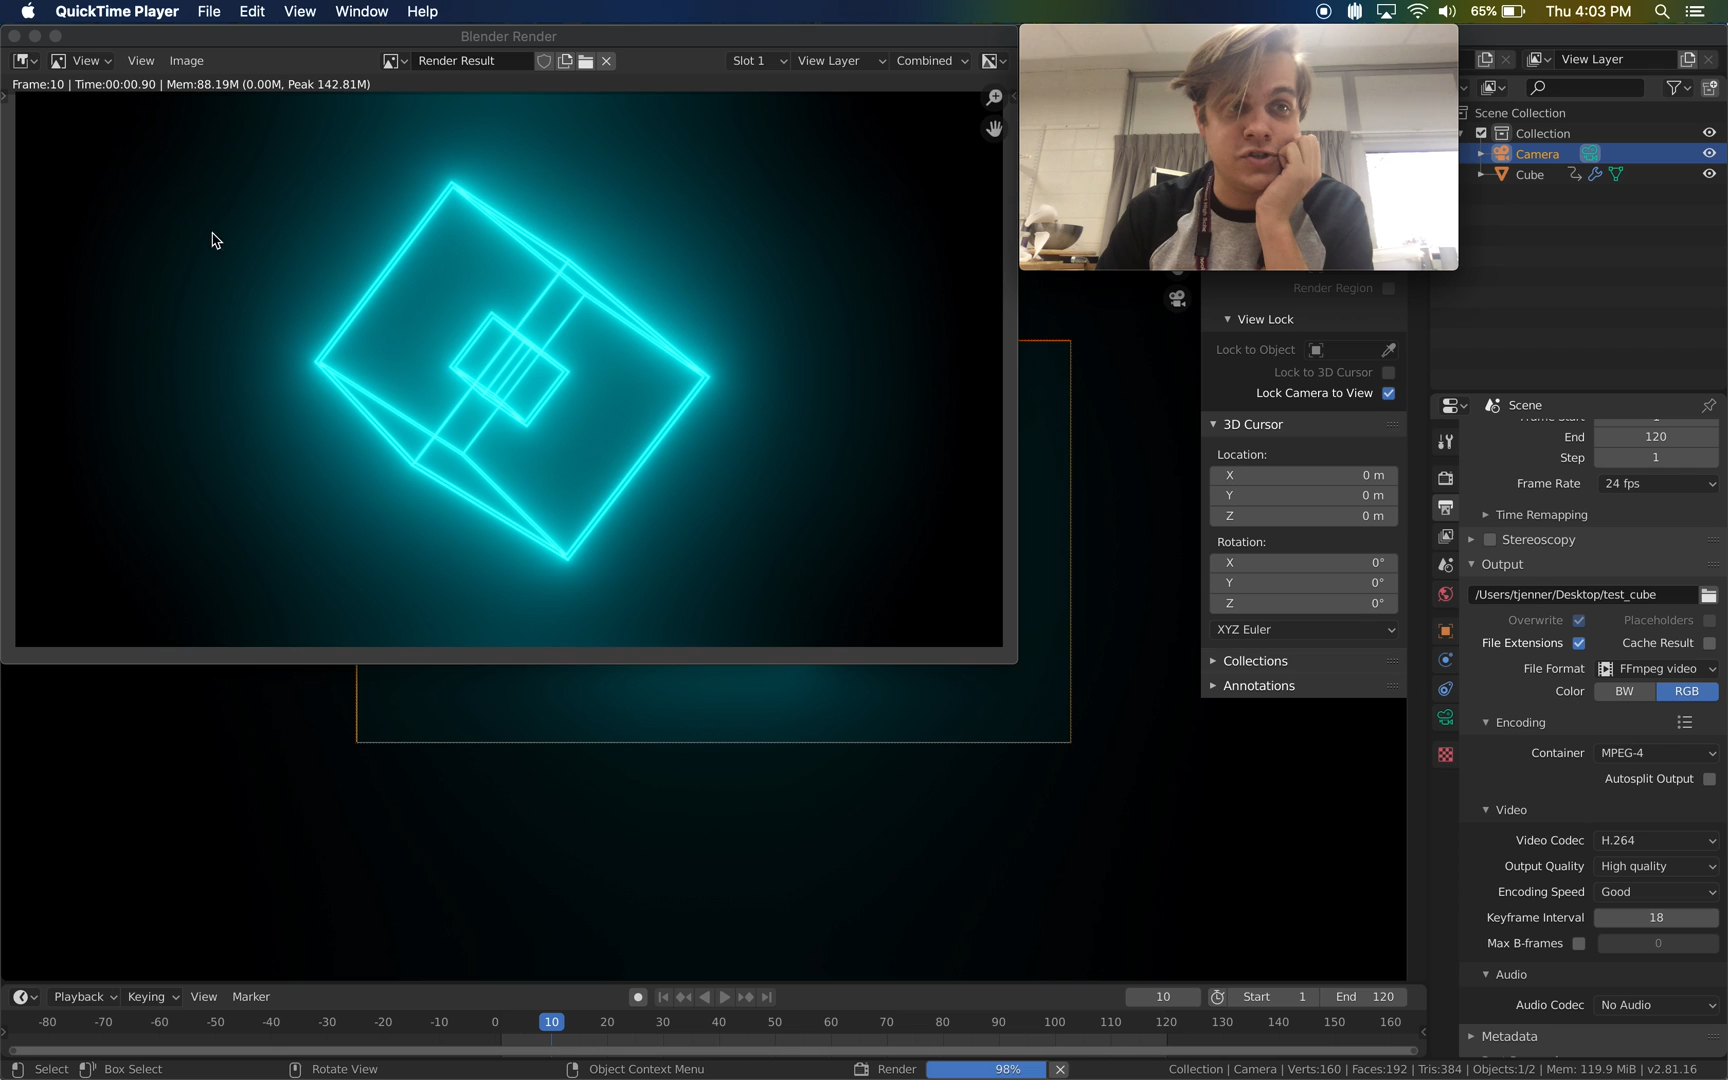 QuickTime Player File Edit View Window Help
65% Thu 4:03 PM
Blender Render
View View Image
Render Result
Slot 1 View Layer Combined
View Layer
Frame:10 | Time:00:00.90 | Mem:88.19M (0.00M, Peak 142.81M)
Scene Collection
Collection
Camera
Cube
Render Region
View Lock
Lock to Object
Lock to 3D Cursor
Lock Camera to View
3D Cursor
Location:
X 0 m
Y 0 m
Z 0 m
Rotation:
X 0°
Y 0°
Z 0°
XYZ Euler
Collections
Annotations
Scene
End 120
Step 1
Frame Rate 24 fps
Time Remapping
Stereoscopy
Output
/Users/tjenner/Desktop/test_cube
Overwrite Placeholders
File Extensions Cache Result
File Format FFmpeg video
Color BW RGB
Encoding
Container MPEG-4
Autosplit Output
Video
Video Codec H.264
Output Quality High quality
Encoding Speed Good
Keyframe Interval 18
Max B-frames 0
Audio
Audio Codec No Audio
Metadata
Playback Keying View Marker
10 Start 1 End 120
-80 -70 -60 -50 -40 -30 -20 -10 0 10 20 30 40 50 60 70 80 90 100 110 120 130 140 150 160
Select Box Select Rotate View Object Context Menu Render 98%
Collection | Camera | Verts:160 | Faces:192 | Tris:384 | Objects:1/2 | Mem: 119.9 MiB | v2.81.16